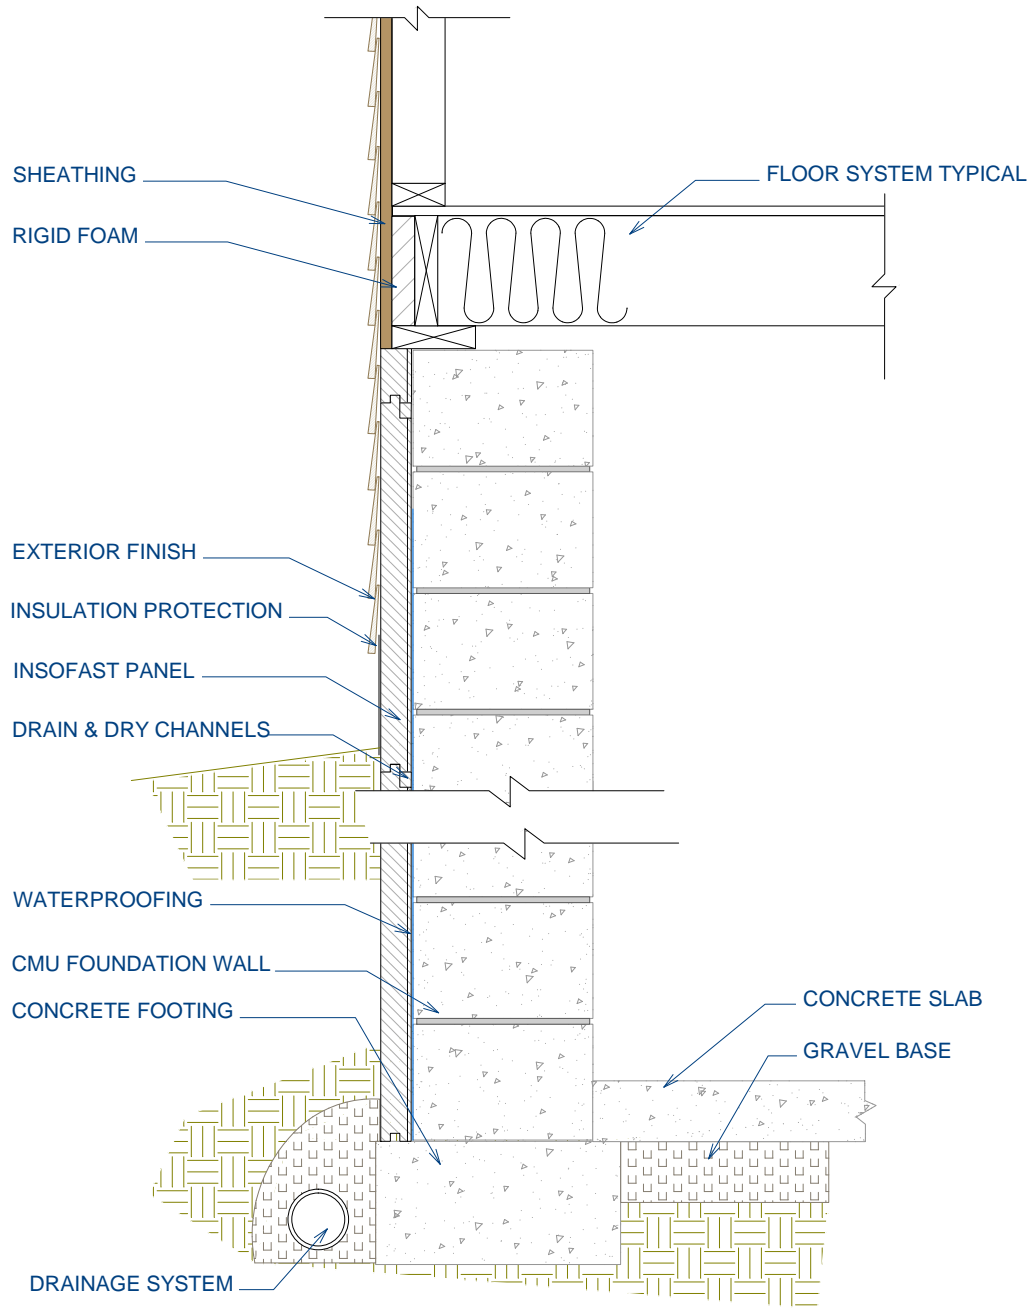 SHEATHING
FLOOR SYSTEM TYPICAL
RIGID FOAM
EXTERIOR FINISH
INSULATION PROTECTION
INSOFAST PANEL
DRAIN & DRY CHANNELS
WATERPROOFING
CMU FOUNDATION WALL
CONCRETE FOOTING
CONCRETE SLAB
GRAVEL BASE
DRAINAGE SYSTEM